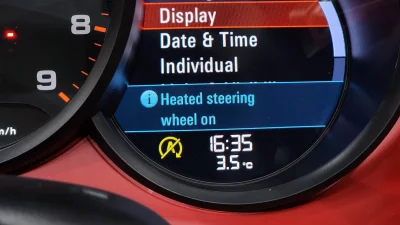 Display
8
Date & Time
Individual
9
Heated steering
wheel on
m/h
16:35
3.5 °C